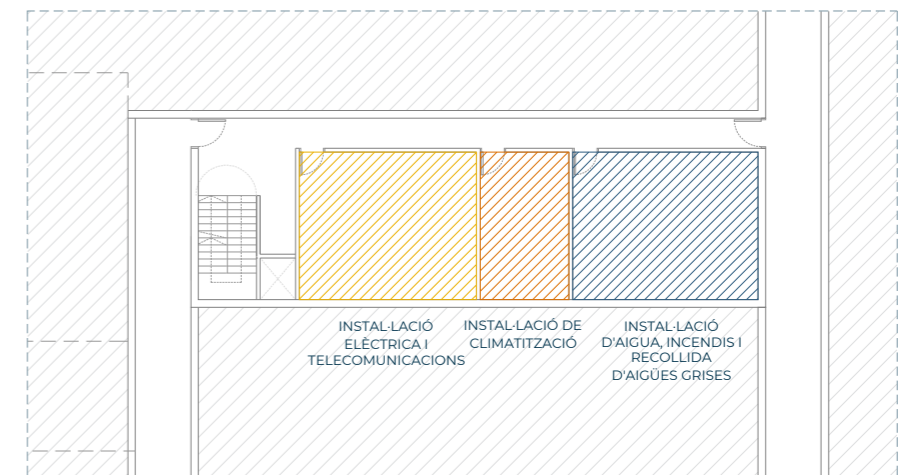 INSTAL·LACIÓ
ELÈCTRICA I
TELECOMUNICACIONS
INSTAL·LACIÓ DE
CLIMATITZACIÓ
INSTAL·LACIÓ
D'AIGUA, INCENDIS I
RECOLLIDA
D'AIGÜES GRISES